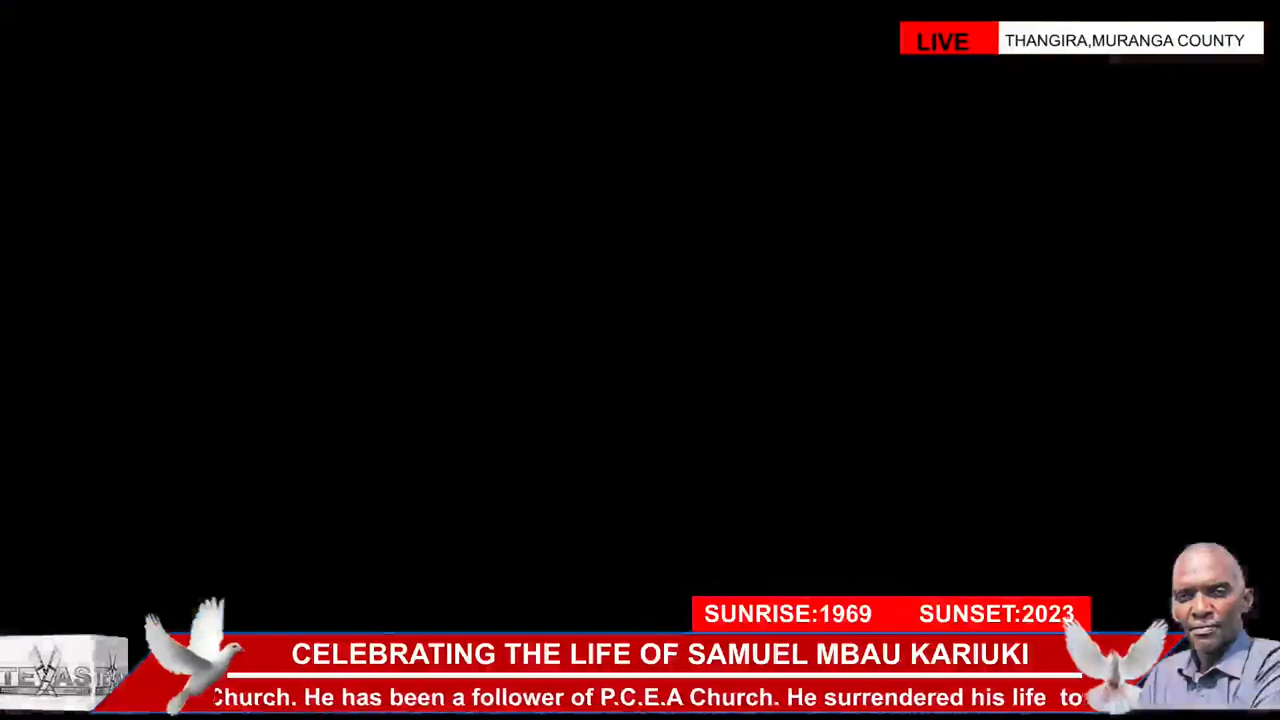 LIVE THANGIRA,MURANGA COUNTY
SUNRISE:1969 SUNSET:2023
CELEBRATING THE LIFE OF SAMUEL MBAU KARIUKI
Church. He has been a follower of P.C.E.A Church. He surrendered his life to
TEXAS